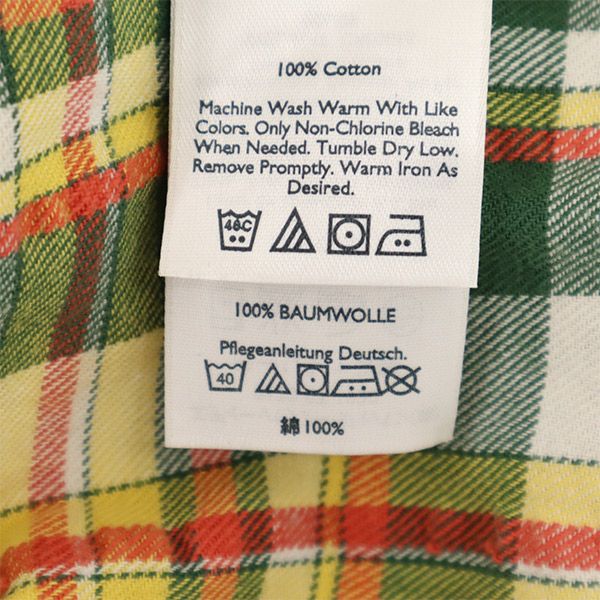 100% Cotton
Machine Wash Warm With Like
Colors. Only Non-Chlorine Bleach
When Needed. Tumble Dry Low.
Remove Promptly. Warm Iron As
Desired.
40C
100% BAUMWOLLE
Pflegeanleitung Deutsch.
40
綿100%